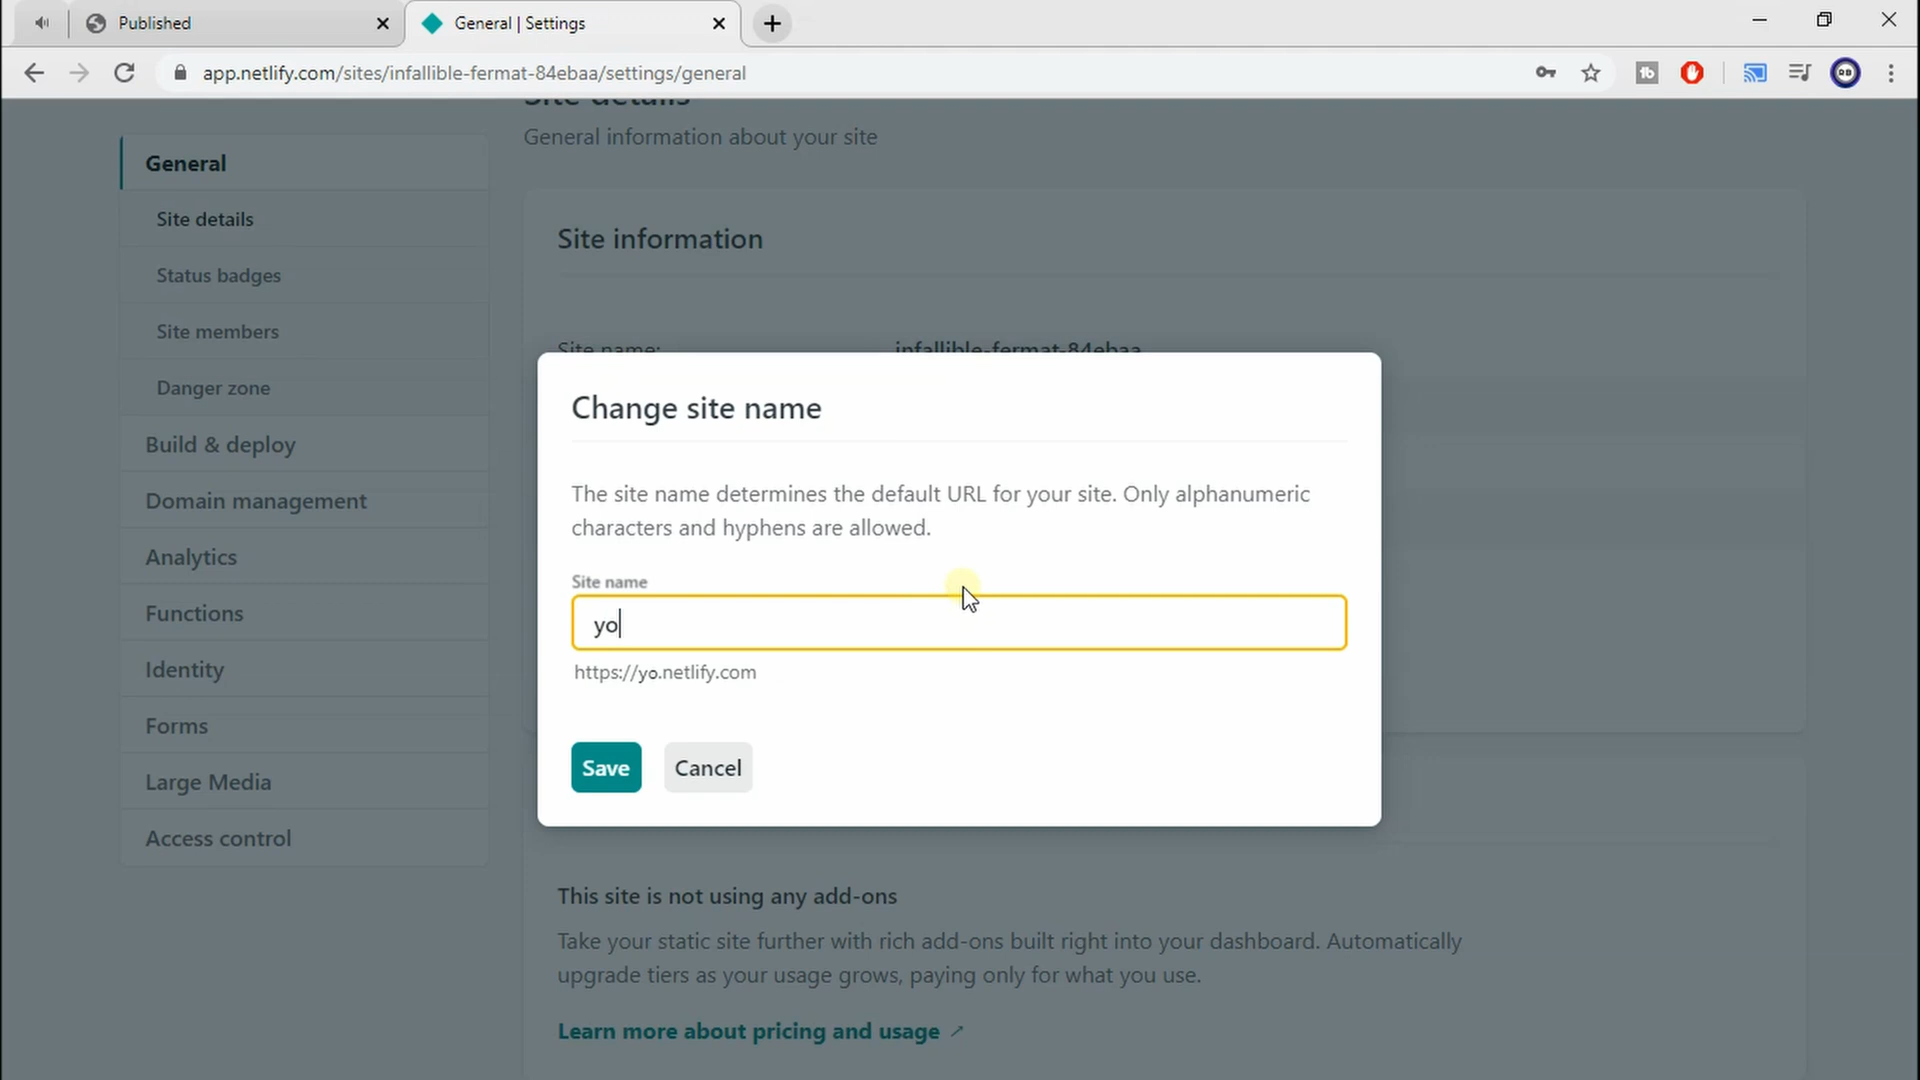 Published
General | Settings
app.netlify.com/sites/infallible-fermat-84ebaa/settings/general
Site details
General information about your site
General
Site details
Status badges
Site members
Danger zone
Build & deploy
Domain management
Analytics
Functions
Identity
Forms
Large Media
Access control
Site information
Site name: infallible-fermat-84ebaa
Change site name
The site name determines the default URL for your site. Only alphanumeric
characters and hyphens are allowed.
Site name
yo
https://yo.netlify.com
Save Cancel
This site is not using any add-ons
Take your static site further with rich add-ons built right into your dashboard. Automatically
upgrade tiers as your usage grows, paying only for what you use.
Learn more about pricing and usage